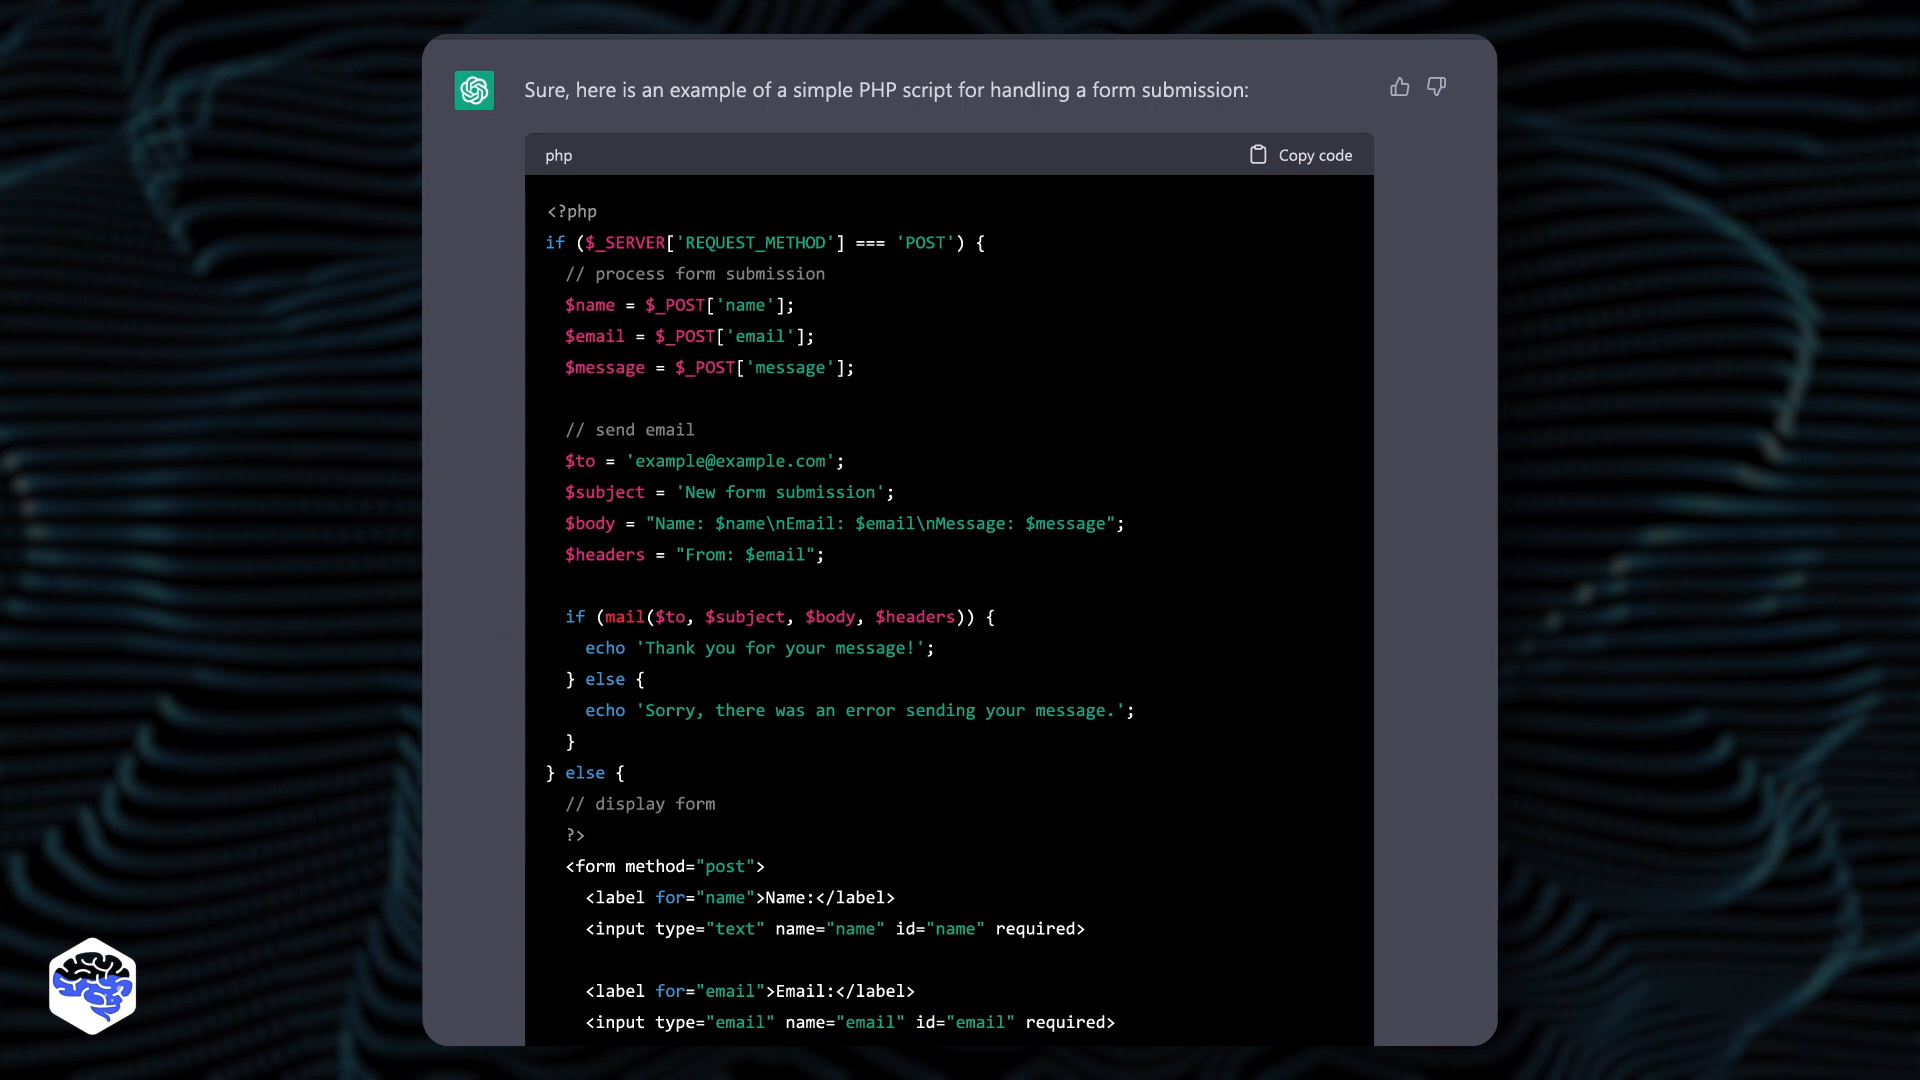 Sure, here is an example of a simple PHP script for handling a form submission:
php
Copy code
<?php
if ($_SERVER['REQUEST_METHOD'] === 'POST') {
  // process form submission
  $name = $_POST['name'];
  $email = $_POST['email'];
  $message = $_POST['message'];

  // send email
  $to = 'example@example.com';
  $subject = 'New form submission';
  $body = "Name: $name\nEmail: $email\nMessage: $message";
  $headers = "From: $email";

  if (mail($to, $subject, $body, $headers)) {
    echo 'Thank you for your message!';
  } else {
    echo 'Sorry, there was an error sending your message.';
  }
} else {
  // display form
  ?>
  <form method="post">
    <label for="name">Name:</label>
    <input type="text" name="name" id="name" required>

    <label for="email">Email:</label>
    <input type="email" name="email" id="email" required>